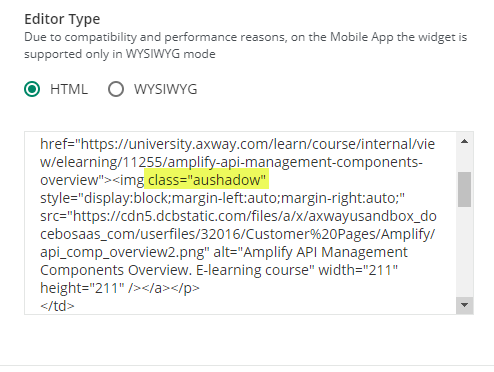 Editor Type
Due to compatibility and performance reasons, on the Mobile App the widget is
supported only in WYSIWYG mode
HTML WYSIWYG
href="https://university.axway.com/learn/course/internal/vie
w/elearning/11255/amplify-api-management-components-
overview"><img class="aushadow"
style="display:block;margin-left:auto;margin-right:auto;"
src="https://cdn5.dcbstatic.com/files/a/x/axwayusandbox_do
cebosaas_com/userfiles/32016/Customer%20Pages/Amplify/
api_comp_overview2.png" alt="Amplify API Management
Components Overview. E-learning course" width="211"
height="211" /></a></p>
</td>